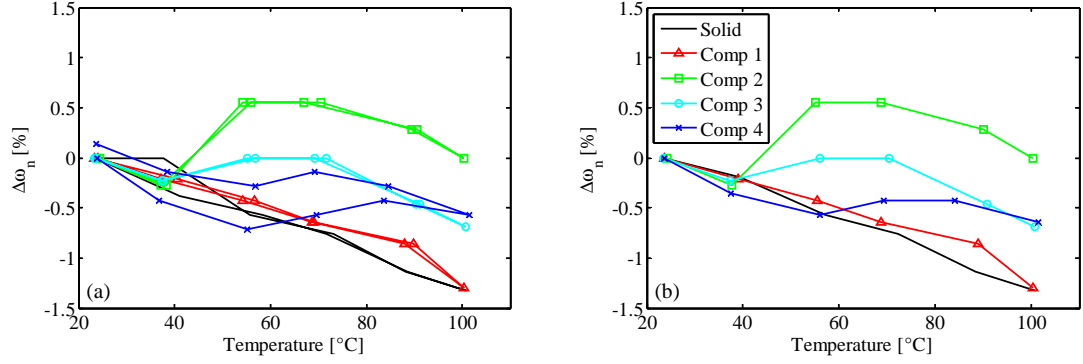 1.5
1
0.5
0
-0.5
-1
-1.5
Δωn [%]
(a)
20 40 60 80 100
Temperature [°C]
1.5
1
0.5
0
-0.5
-1
-1.5
Δωn [%]
Solid
Comp 1
Comp 2
Comp 3
Comp 4
(b)
20 40 60 80 100
Temperature [°C]